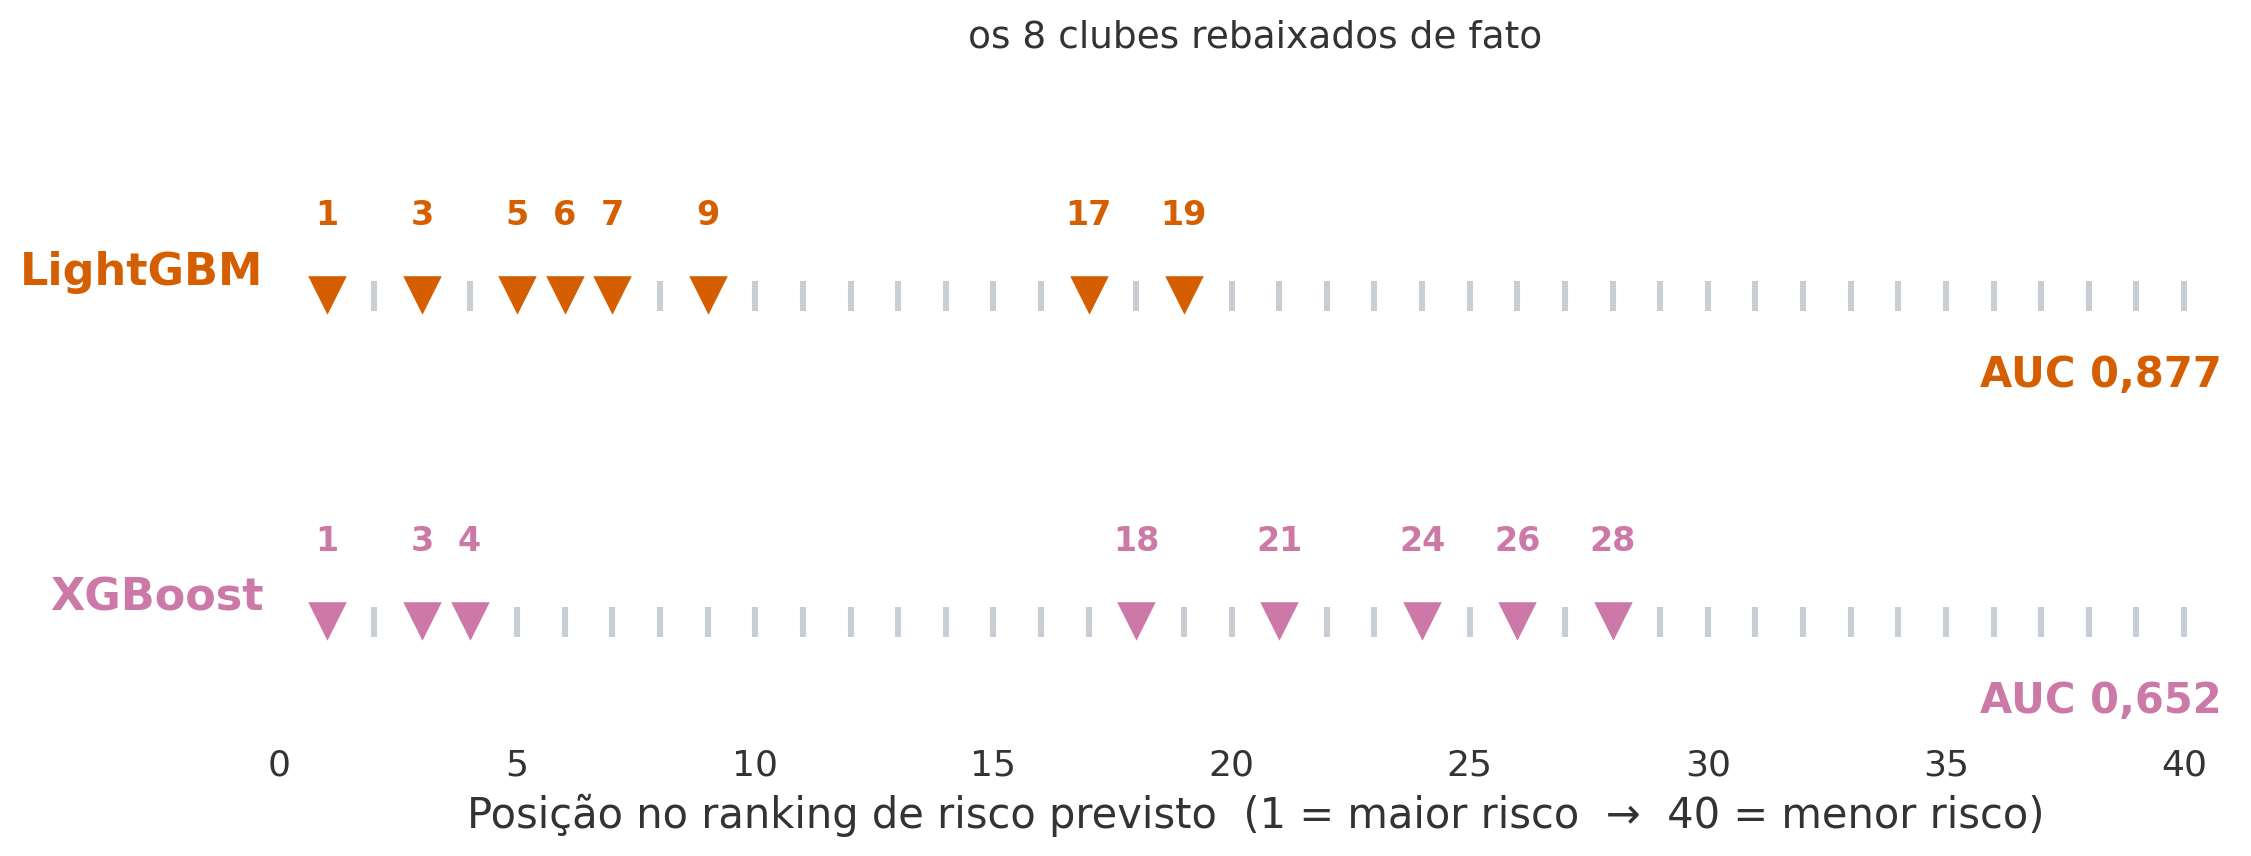 os 8 clubes rebaixados de fato
1 3 5 6 7 9 17 19
LightGBM
AUC 0,877
1 3 4 18 21 24 26 28
XGBoost
AUC 0,652
0 5 10 15 20 25 30 35 40
Posição no ranking de risco previsto (1 = maior risco → 40 = menor risco)